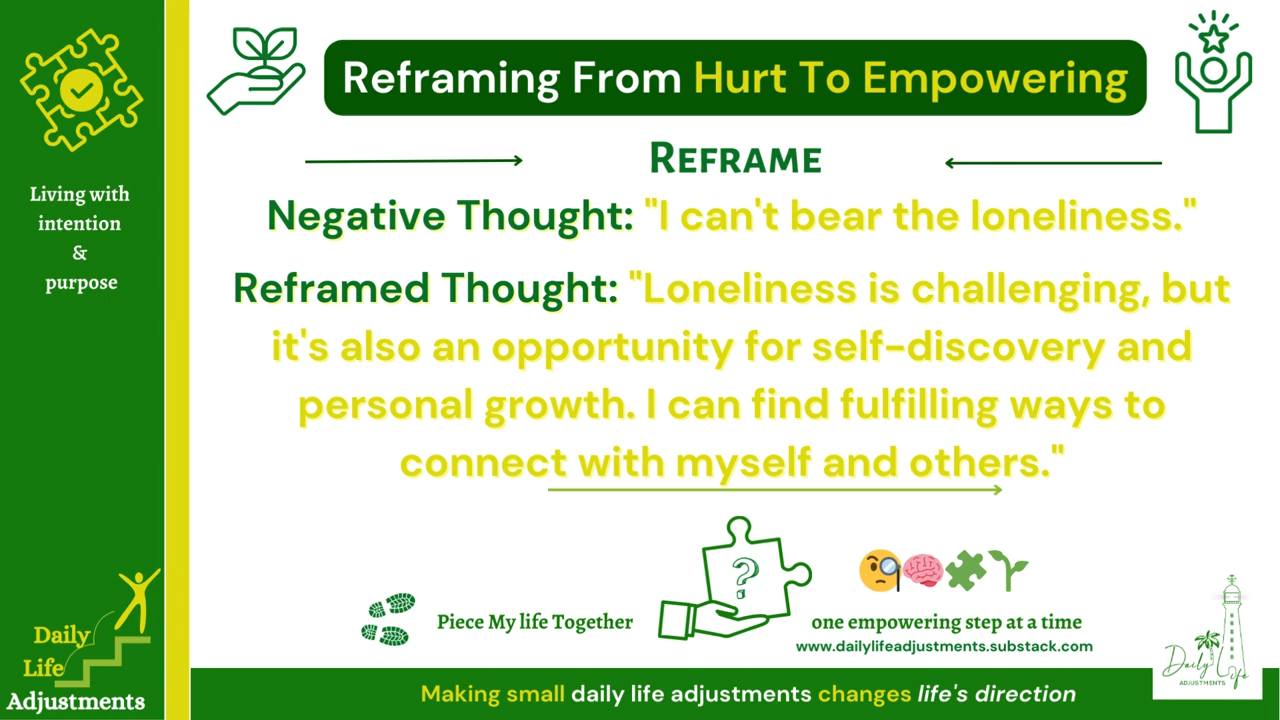 Living with
intention
&
purpose
Daily
Life
Adjustments
Reframing From Hurt To Empowering
Reframe
Negative Thought: "I can't bear the loneliness."
Reframed Thought: "Loneliness is challenging, but
it's also an opportunity for self-discovery and
personal growth. I can find fulfilling ways to
connect with myself and others."
?
Piece My life Together
one empowering step at a time
www.dailylifeadjustments.substack.com
Daily Life
ADJUSTMENTS
Making small daily life adjustments changes life's direction